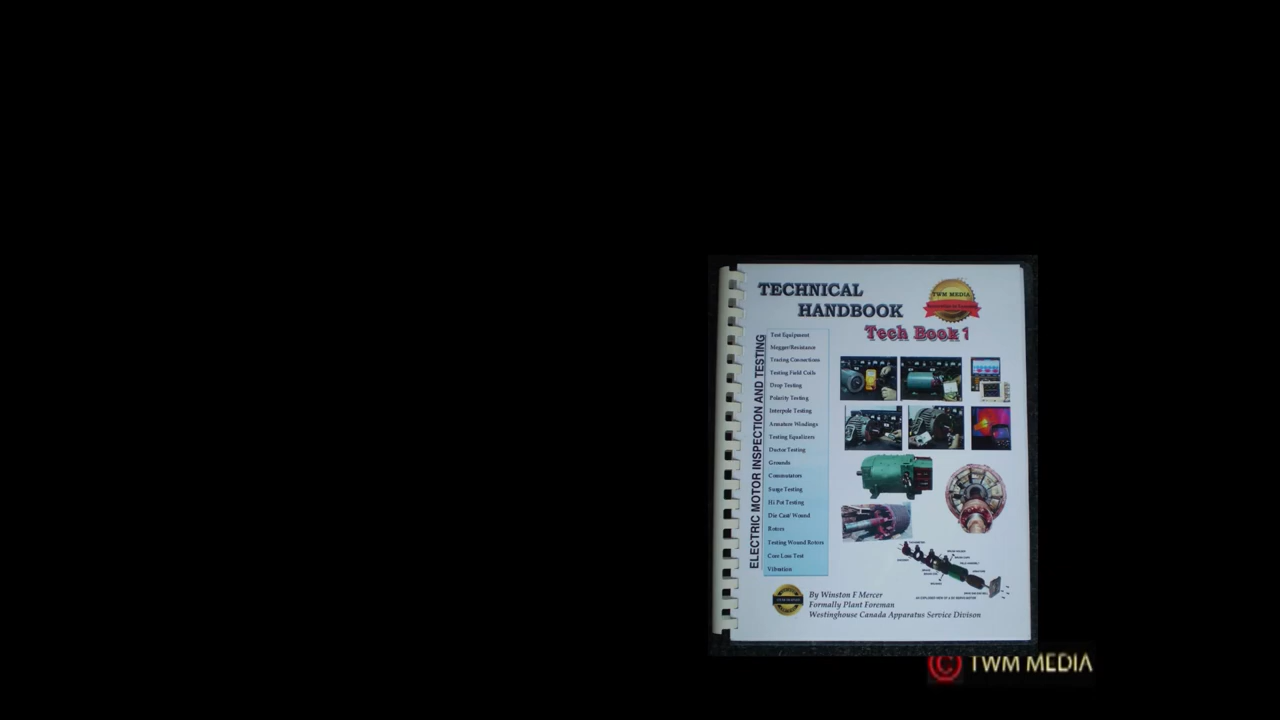 TECHNICAL
HANDBOOK
TWM MEDIA
Tech Book 1
ELECTRIC MOTOR INSPECTION AND TESTING
Test Equipment
Megger/Resistance
Tracing Connections
Testing Field Coils
Drop Testing
Polarity Testing
Interpole Testing
Armature Windings
Testing Equalizers
Ductor Testing
Grounds
Commutators
Surge Testing
Hi Pot Testing
Die Cast/ Wound
Rotors
Testing Wound Rotors
Core Loss Test
Vibration
By Winston F Mercer
Formally Plant Foreman
Westinghouse Canada Apparatus Service Divison
© TWM MEDIA